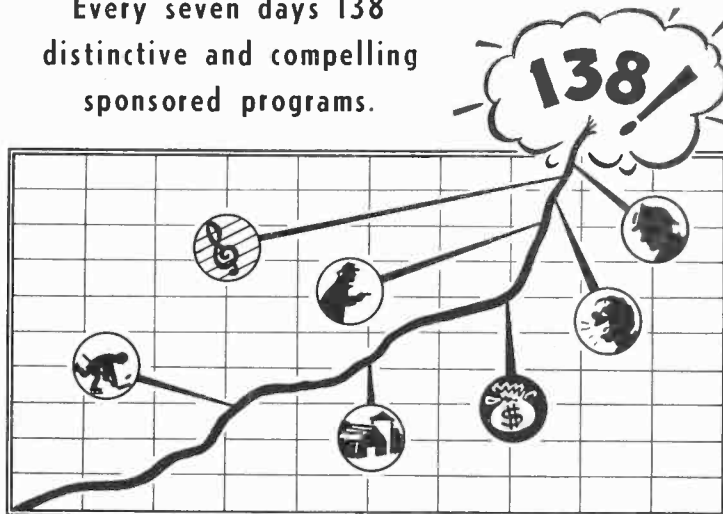 Every seven days 138
distinctive and compelling
sponsored programs.
138!
$